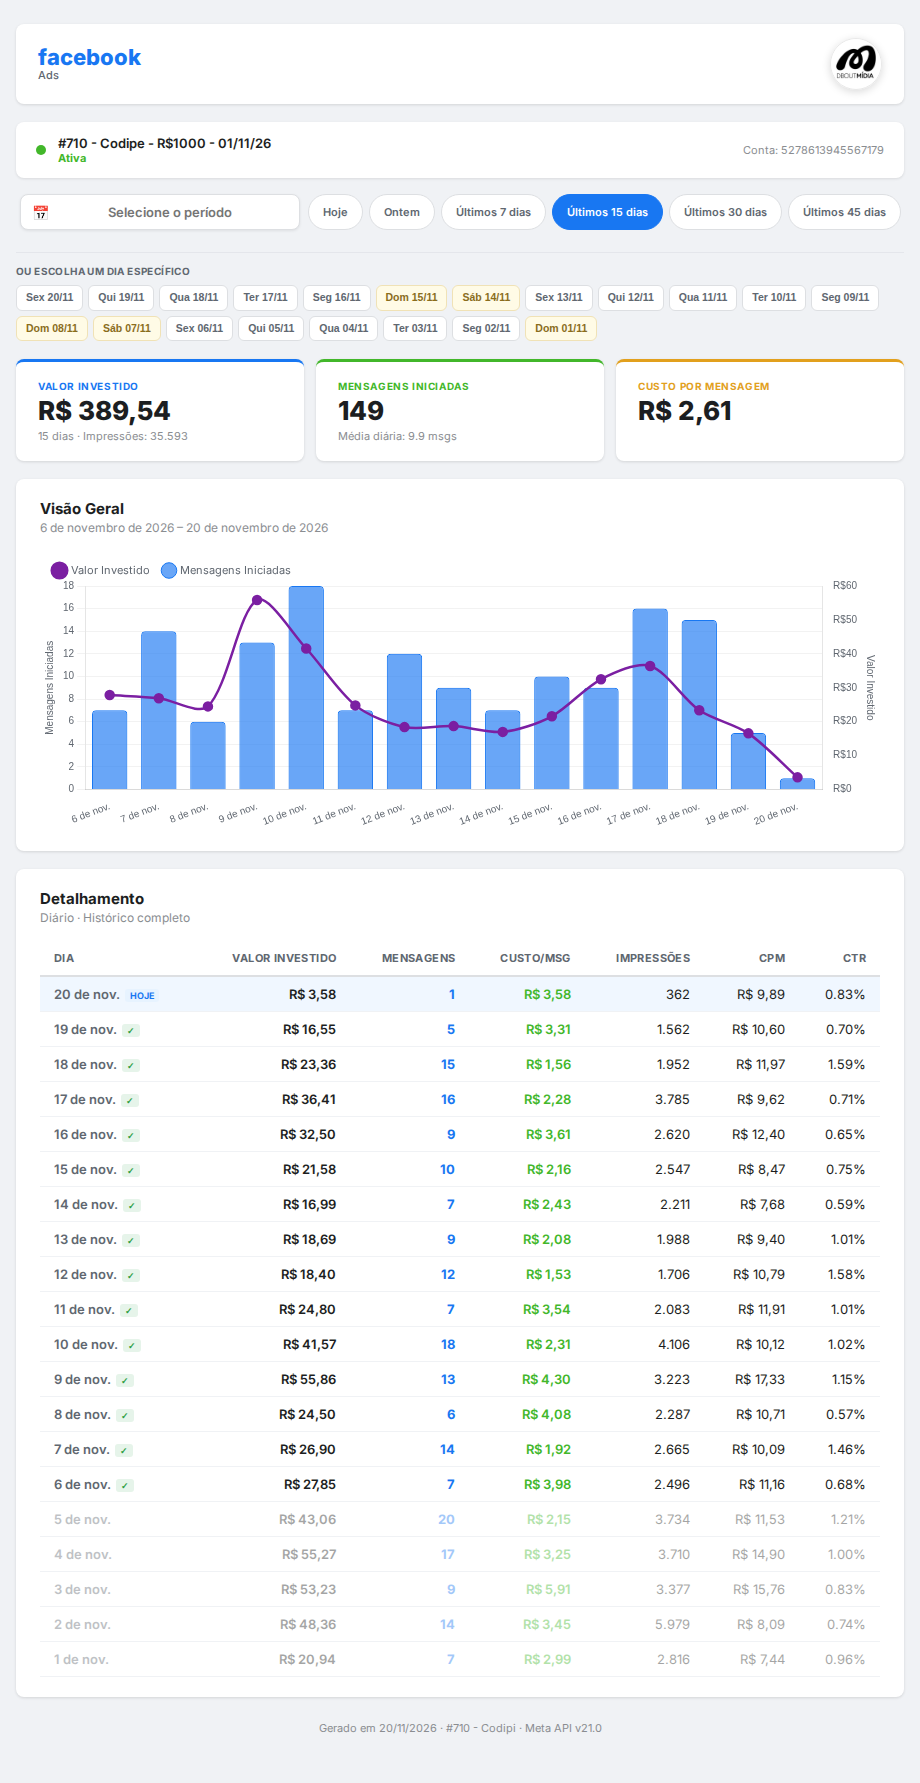 facebook
Ads
DBOUTMÍDIA
#710 - Codipe - R$1000 - 01/11/26
Ativa
Conta: 5278613945567179
Selecione o período Hoje Ontem Últimos 7 dias Últimos 15 dias Últimos 30 dias Últimos 45 dias
OU ESCOLHA UM DIA ESPECÍFICO
Sex 20/11 Qui 19/11 Qua 18/11 Ter 17/11 Seg 16/11 Dom 15/11 Sáb 14/11 Sex 13/11 Qui 12/11 Qua 11/11 Ter 10/11 Seg 09/11
Dom 08/11 Sáb 07/11 Sex 06/11 Qui 05/11 Qua 04/11 Ter 03/11 Seg 02/11 Dom 01/11
VALOR INVESTIDO
R$ 389,54
15 dias · Impressões: 35.593
MENSAGENS INICIADAS
149
Média diária: 9.9 msgs
CUSTO POR MENSAGEM
R$ 2,61
Visão Geral
6 de novembro de 2026 – 20 de novembro de 2026
Valor Investido Mensagens Iniciadas
Mensagens Iniciadas
18
16
14
12
10
8
6
4
2
0
R$60
R$50
R$40
R$30
R$20
R$10
R$0
Valor Investido
6 de nov. 7 de nov. 8 de nov. 9 de nov. 10 de nov. 11 de nov. 12 de nov. 13 de nov. 14 de nov. 15 de nov. 16 de nov. 17 de nov. 18 de nov. 19 de nov. 20 de nov.
Detalhamento
Diário · Histórico completo
DIA VALOR INVESTIDO MENSAGENS CUSTO/MSG IMPRESSÕES CPM CTR
20 de nov. HOJE R$ 3,58 1 R$ 3,58 362 R$ 9,89 0.83%
19 de nov. ✓ R$ 16,55 5 R$ 3,31 1.562 R$ 10,60 0.70%
18 de nov. ✓ R$ 23,36 15 R$ 1,56 1.952 R$ 11,97 1.59%
17 de nov. ✓ R$ 36,41 16 R$ 2,28 3.785 R$ 9,62 0.71%
16 de nov. ✓ R$ 32,50 9 R$ 3,61 2.620 R$ 12,40 0.65%
15 de nov. ✓ R$ 21,58 10 R$ 2,16 2.547 R$ 8,47 0.75%
14 de nov. ✓ R$ 16,99 7 R$ 2,43 2.211 R$ 7,68 0.59%
13 de nov. ✓ R$ 18,69 9 R$ 2,08 1.988 R$ 9,40 1.01%
12 de nov. ✓ R$ 18,40 12 R$ 1,53 1.706 R$ 10,79 1.58%
11 de nov. ✓ R$ 24,80 7 R$ 3,54 2.083 R$ 11,91 1.01%
10 de nov. ✓ R$ 41,57 18 R$ 2,31 4.106 R$ 10,12 1.02%
9 de nov. ✓ R$ 55,86 13 R$ 4,30 3.223 R$ 17,33 1.15%
8 de nov. ✓ R$ 24,50 6 R$ 4,08 2.287 R$ 10,71 0.57%
7 de nov. ✓ R$ 26,90 14 R$ 1,92 2.665 R$ 10,09 1.46%
6 de nov. ✓ R$ 27,85 7 R$ 3,98 2.496 R$ 11,16 0.68%
5 de nov. R$ 43,06 20 R$ 2,15 3.734 R$ 11,53 1.21%
4 de nov. R$ 55,27 17 R$ 3,25 3.710 R$ 14,90 1.00%
3 de nov. R$ 53,23 9 R$ 5,91 3.377 R$ 15,76 0.83%
2 de nov. R$ 48,36 14 R$ 3,45 5.979 R$ 8,09 0.74%
1 de nov. R$ 20,94 7 R$ 2,99 2.816 R$ 7,44 0.96%
Gerado em 20/11/2026 · #710 - Codipi · Meta API v21.0